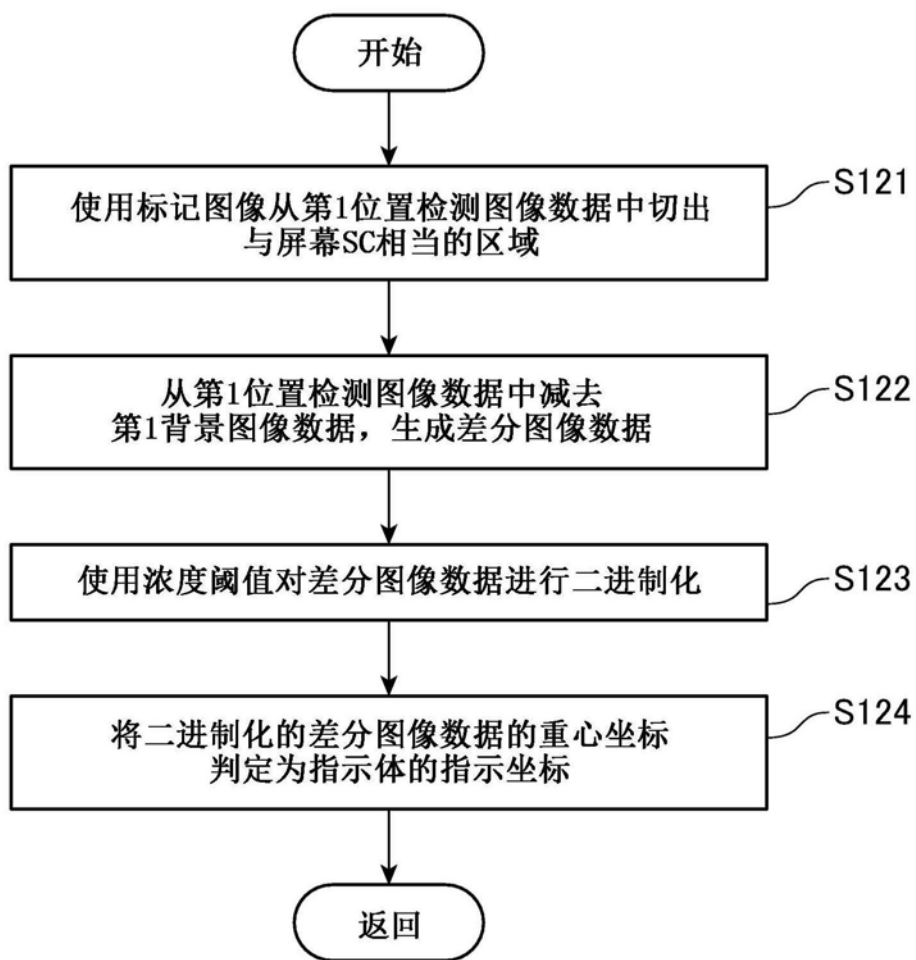 开始
使用标记图像从第1位置检测图像数据中切出
与屏幕SC相当的区域
S121
从第1位置检测图像数据中减去
第1背景图像数据，生成差分图像数据
S122
使用浓度阈值对差分图像数据进行二进制化
S123
将二进制化的差分图像数据的重心坐标
判定为指示体的指示坐标
S124
返回